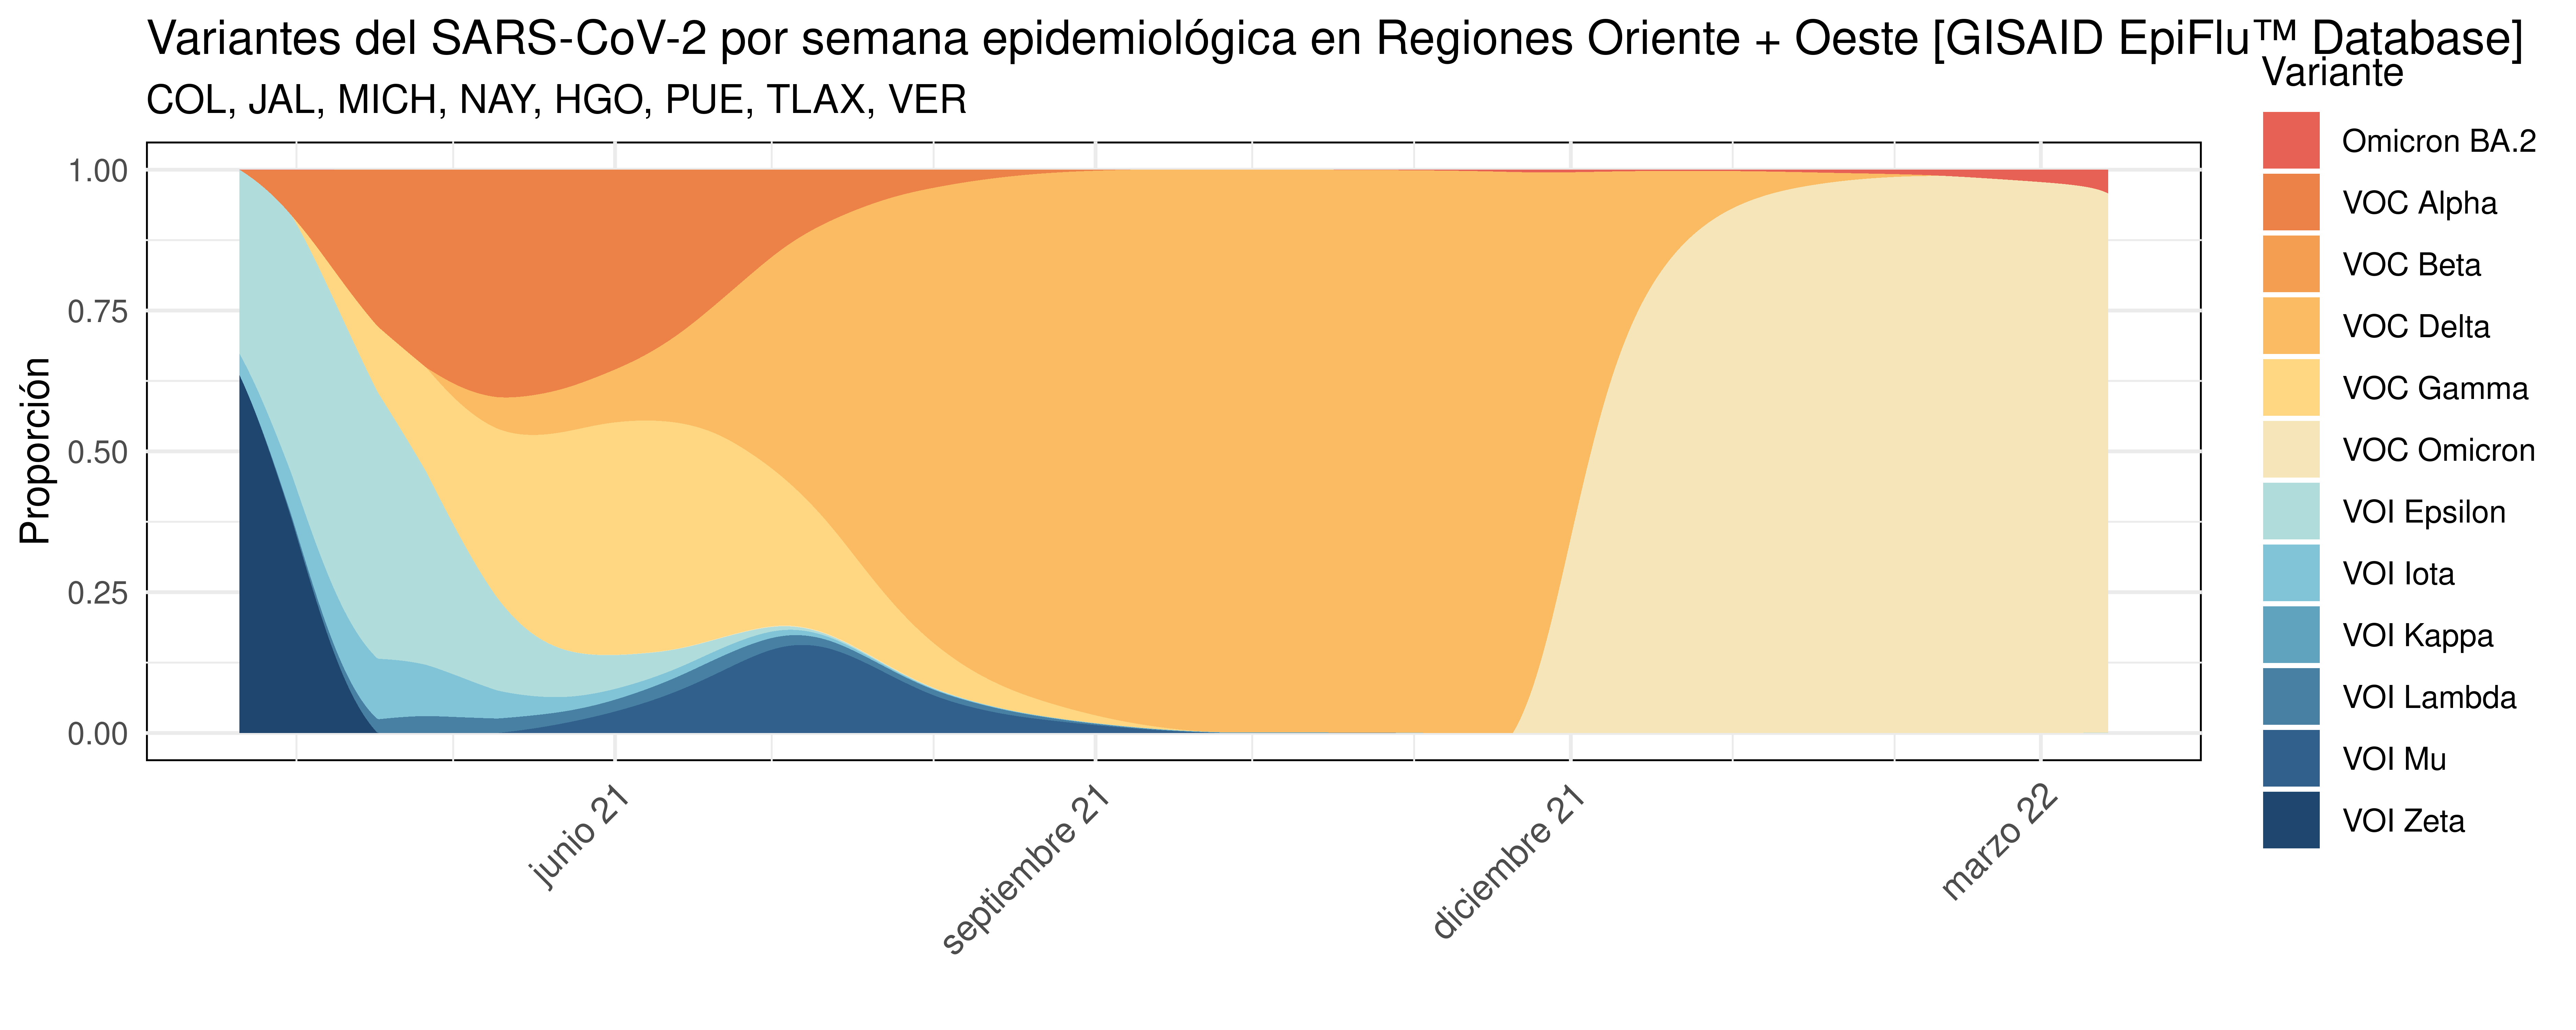 Variantes del SARS-CoV-2 por semana epidemiológica en Regiones Oriente + Oeste [GISAID EpiFlu™ Database]
COL, JAL, MICH, NAY, HGO, PUE, TLAX, VER
Proporción
1.00
0.75
0.50
0.25
0.00
junio 21
septiembre 21
diciembre 21
marzo 22
Variante
Omicron BA.2
VOC Alpha
VOC Beta
VOC Delta
VOC Gamma
VOC Omicron
VOI Epsilon
VOI Iota
VOI Kappa
VOI Lambda
VOI Mu
VOI Zeta